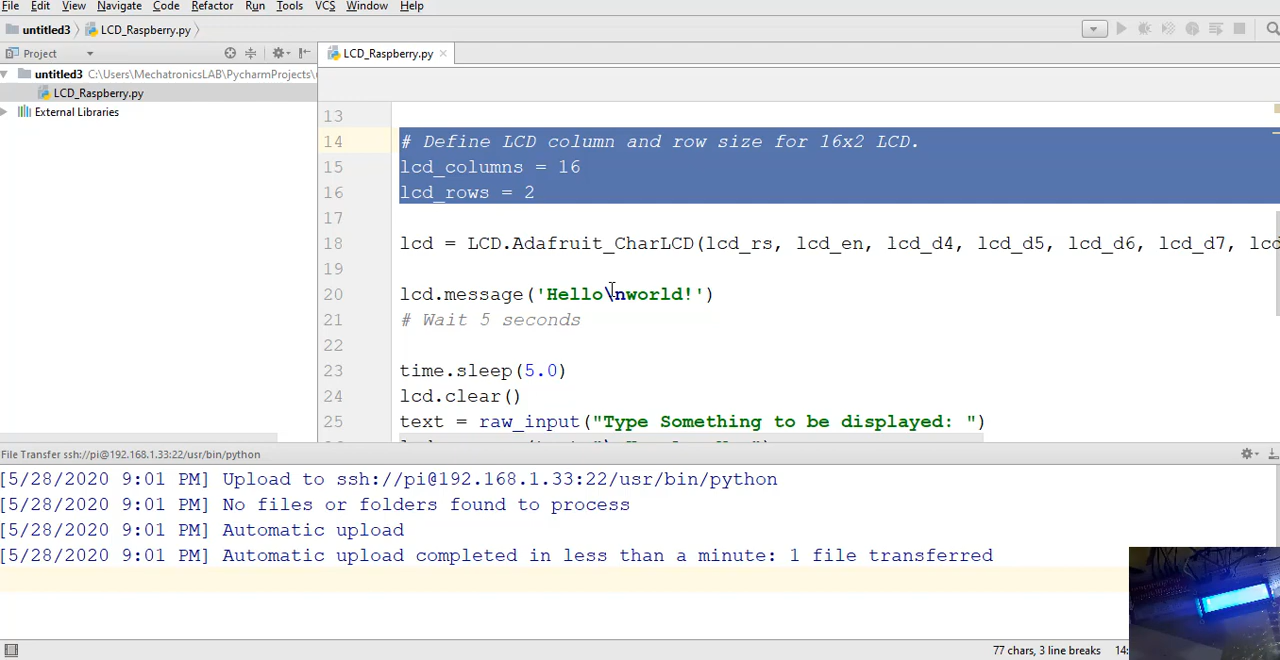 File Edit View Navigate Code Refactor Run Tools VCS Window Help
untitled3 LCD_Raspberry.py
Project LCD_Raspberry.py
untitled3 C:\Users\MechatronicsLAB\PycharmProjects\
LCD_Raspberry.py
External Libraries
13
14 # Define LCD column and row size for 16x2 LCD.
15 lcd_columns = 16
16 lcd_rows = 2
17
18 lcd = LCD.Adafruit_CharLCD(lcd_rs, lcd_en, lcd_d4, lcd_d5, lcd_d6, lcd_d7, lcd
19
20 lcd.message('Hello\nworld!')
21 # Wait 5 seconds
22
23 time.sleep(5.0)
24 lcd.clear()
25 text = raw_input("Type Something to be displayed: ")
File Transfer ssh://pi@192.168.1.33:22/usr/bin/python
[5/28/2020 9:01 PM] Upload to ssh://pi@192.168.1.33:22/usr/bin/python
[5/28/2020 9:01 PM] No files or folders found to process
[5/28/2020 9:01 PM] Automatic upload
[5/28/2020 9:01 PM] Automatic upload completed in less than a minute: 1 file transferred
77 chars, 3 line breaks 14: